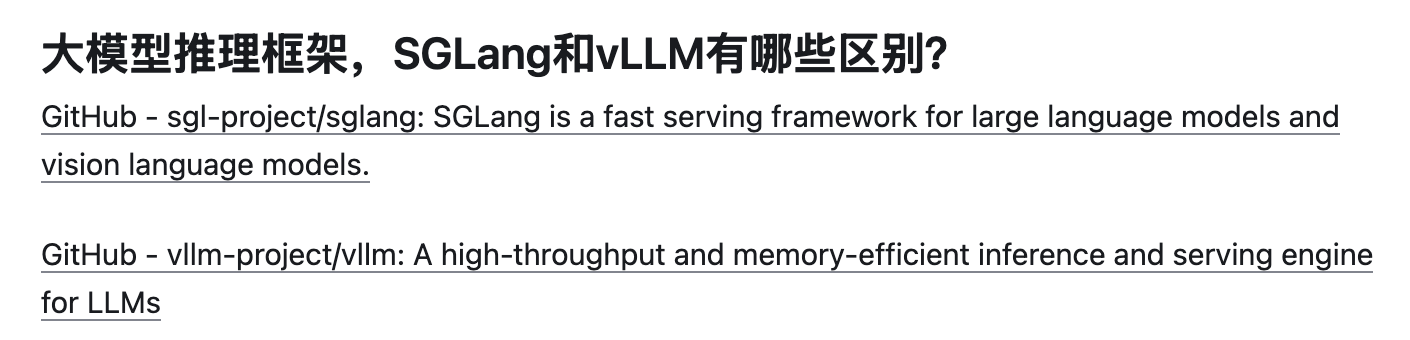 大模型推理框架，SGLang和vLLM有哪些区别?
GitHub - sgl-project/sglang: SGLang is a fast serving framework for large language models and
vision language models.
GitHub - vllm-project/vllm: A high-throughput and memory-efficient inference and serving engine
for LLMs